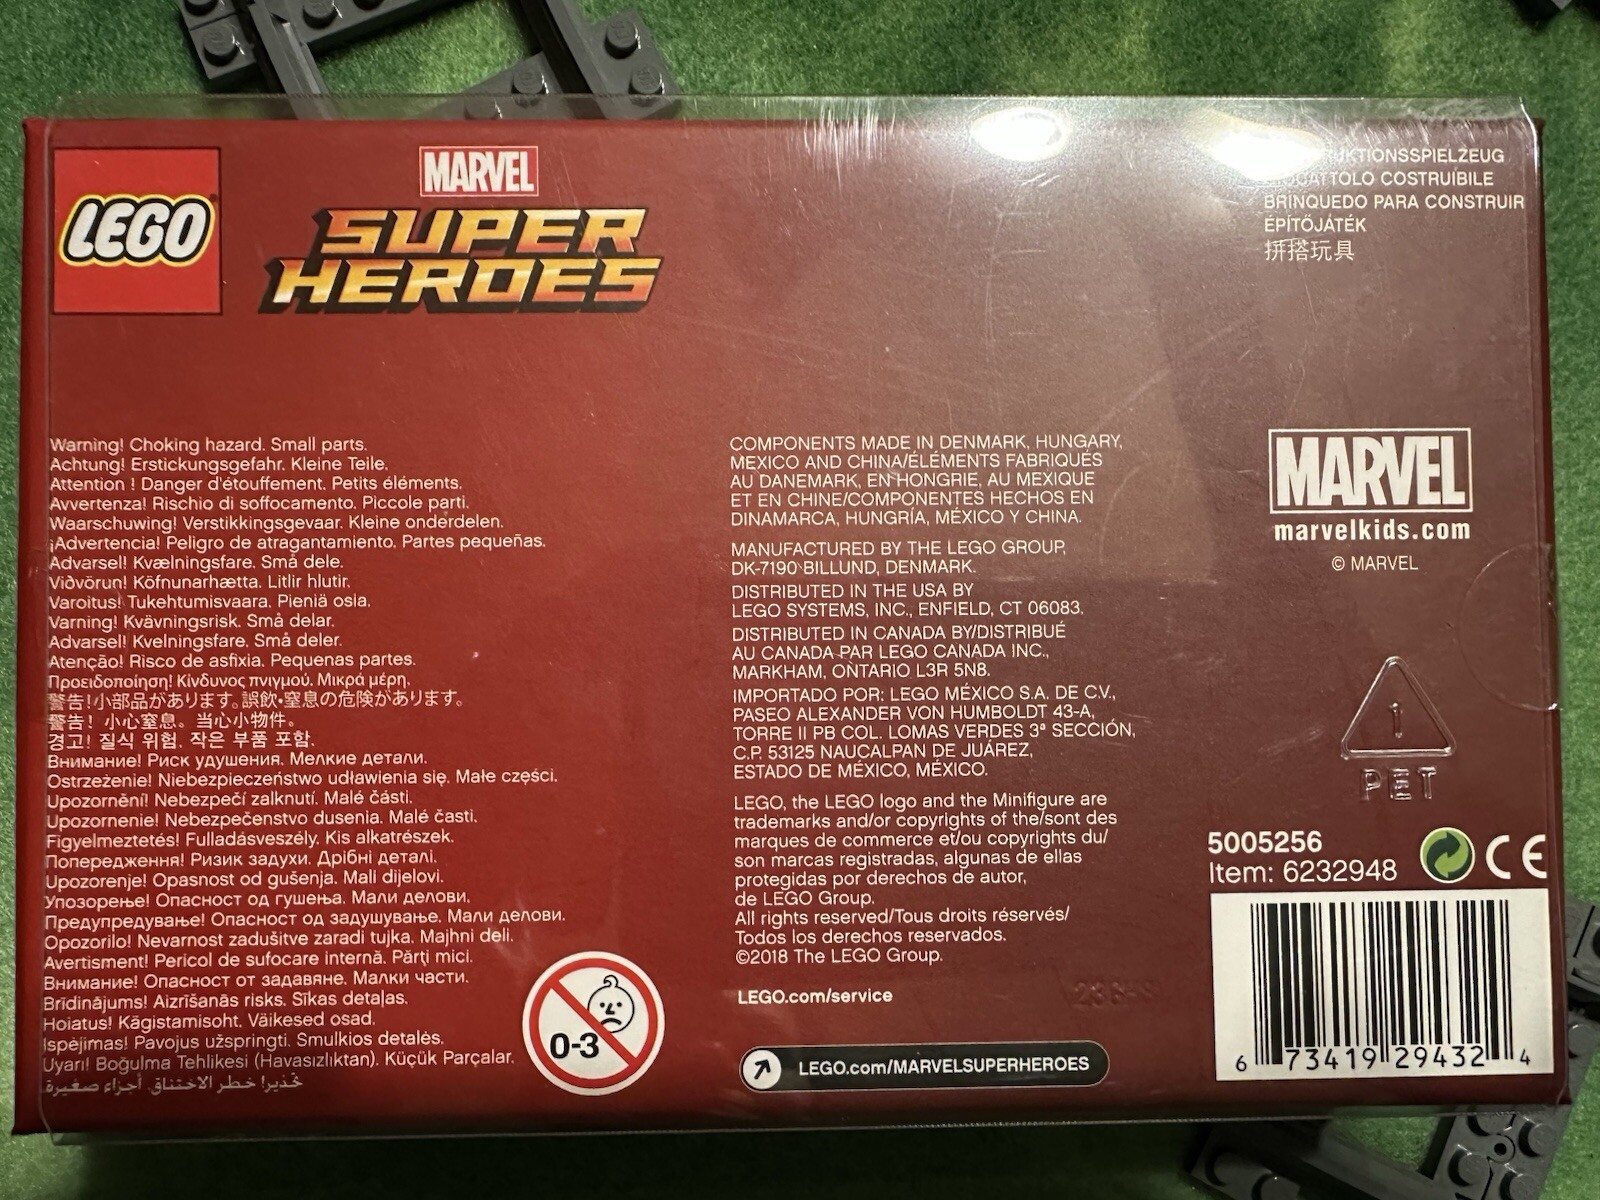 LEGO
MARVEL
SUPER
HEROES
KTIONSSPIELZEUG
COSTRUIBILE
BRINQUEDO PARA CONSTRUIR
ÉPÍTŐJÁTÉK
拼搭玩具
Warning! Choking hazard. Small parts.
Achtung! Erstickungsgefahr. Kleine Teile.
Attention ! Danger d'étouffement. Petits éléments.
Avvertenza! Rischio di soffocamento. Piccole parti.
Waarschuwing! Verstikkingsgevaar. Kleine onderdelen.
¡Advertencia! Peligro de atragantamiento. Partes pequeñas.
Advarsel! Kvælningsfare. Små dele.
Viðvörun! Köfnunarhætta. Litlir hlutir.
Varoitus! Tukehtumisvaara. Pieniä osia.
Varning! Kvävningsrisk. Små delar.
Advarsel! Kvelningsfare. Små deler.
Atenção! Risco de asfixia. Pequenas partes.
Προειδοποίηση! Κίνδυνος πνιγμού. Μικρά μέρη.
警告!小部品があります。誤飲・窒息の危険があります。
警告! 小心窒息。当心小物件。
경고! 질식 위험. 작은 부품 포함.
Внимание! Риск удушения. Мелкие детали.
Ostrzeżenie! Niebezpieczeństwo udławienia się. Małe części.
Upozornění! Nebezpečí zalknutí. Malé části.
Upozornenie! Nebezpečenstvo dusenia. Malé časti.
Figyelmeztetés! Fulladásveszély. Kis alkatrészek.
Попередження! Ризик задухи. Дрібні деталі.
Upozorenje! Opasnost od gušenja. Mali dijelovi.
Упозорење! Опасност од гушења. Мали делови.
Предупредување! Опасност од задушување. Мали делови.
Opozorilo! Nevarnost zadušitve zaradi tujka. Majhni deli.
Avertisment! Pericol de sufocare internă. Părţi mici.
Внимание! Опасност от задавяне. Малки части.
Brīdinājums! Aizrīšanās risks. Sīkas detaļas.
Hoiatus! Kägistamisoht. Väikesed osad.
Įspėjimas! Pavojus užspringti. Smulkios detalės.
Uyarı! Boğulma Tehlikesi (Havasızlıktan). Küçük Parçalar.
تحذير! خطر الاختناق. أجزاء صغيرة
0-3
COMPONENTS MADE IN DENMARK, HUNGARY,
MEXICO AND CHINA/ÉLÉMENTS FABRIQUÉS
AU DANEMARK, EN HONGRIE, AU MEXIQUE
ET EN CHINE/COMPONENTES HECHOS EN
DINAMARCA, HUNGRÍA, MÉXICO Y CHINA.
MANUFACTURED BY THE LEGO GROUP,
DK-7190 BILLUND, DENMARK.
DISTRIBUTED IN THE USA BY
LEGO SYSTEMS, INC., ENFIELD, CT 06083.
DISTRIBUTED IN CANADA BY/DISTRIBUÉ
AU CANADA PAR LEGO CANADA INC.,
MARKHAM, ONTARIO L3R 5N8.
IMPORTADO POR: LEGO MÉXICO S.A. DE C.V.,
PASEO ALEXANDER VON HUMBOLDT 43-A,
TORRE II PB COL. LOMAS VERDES 3ª SECCIÓN,
C.P. 53125 NAUCALPAN DE JUÁREZ,
ESTADO DE MÉXICO, MÉXICO.
LEGO, the LEGO logo and the Minifigure are
trademarks and/or copyrights of the/sont des
marques de commerce et/ou copyrights du/
son marcas registradas, algunas de ellas
protegidas por derechos de autor,
de LEGO Group.
All rights reserved/Tous droits réservés/
Todos los derechos reservados.
©2018 The LEGO Group.
LEGO.com/service
LEGO.com/MARVELSUPERHEROES
MARVEL
marvelkids.com
© MARVEL
1
PET
5005256
Item: 6232948
CE
6 73419 29432 4